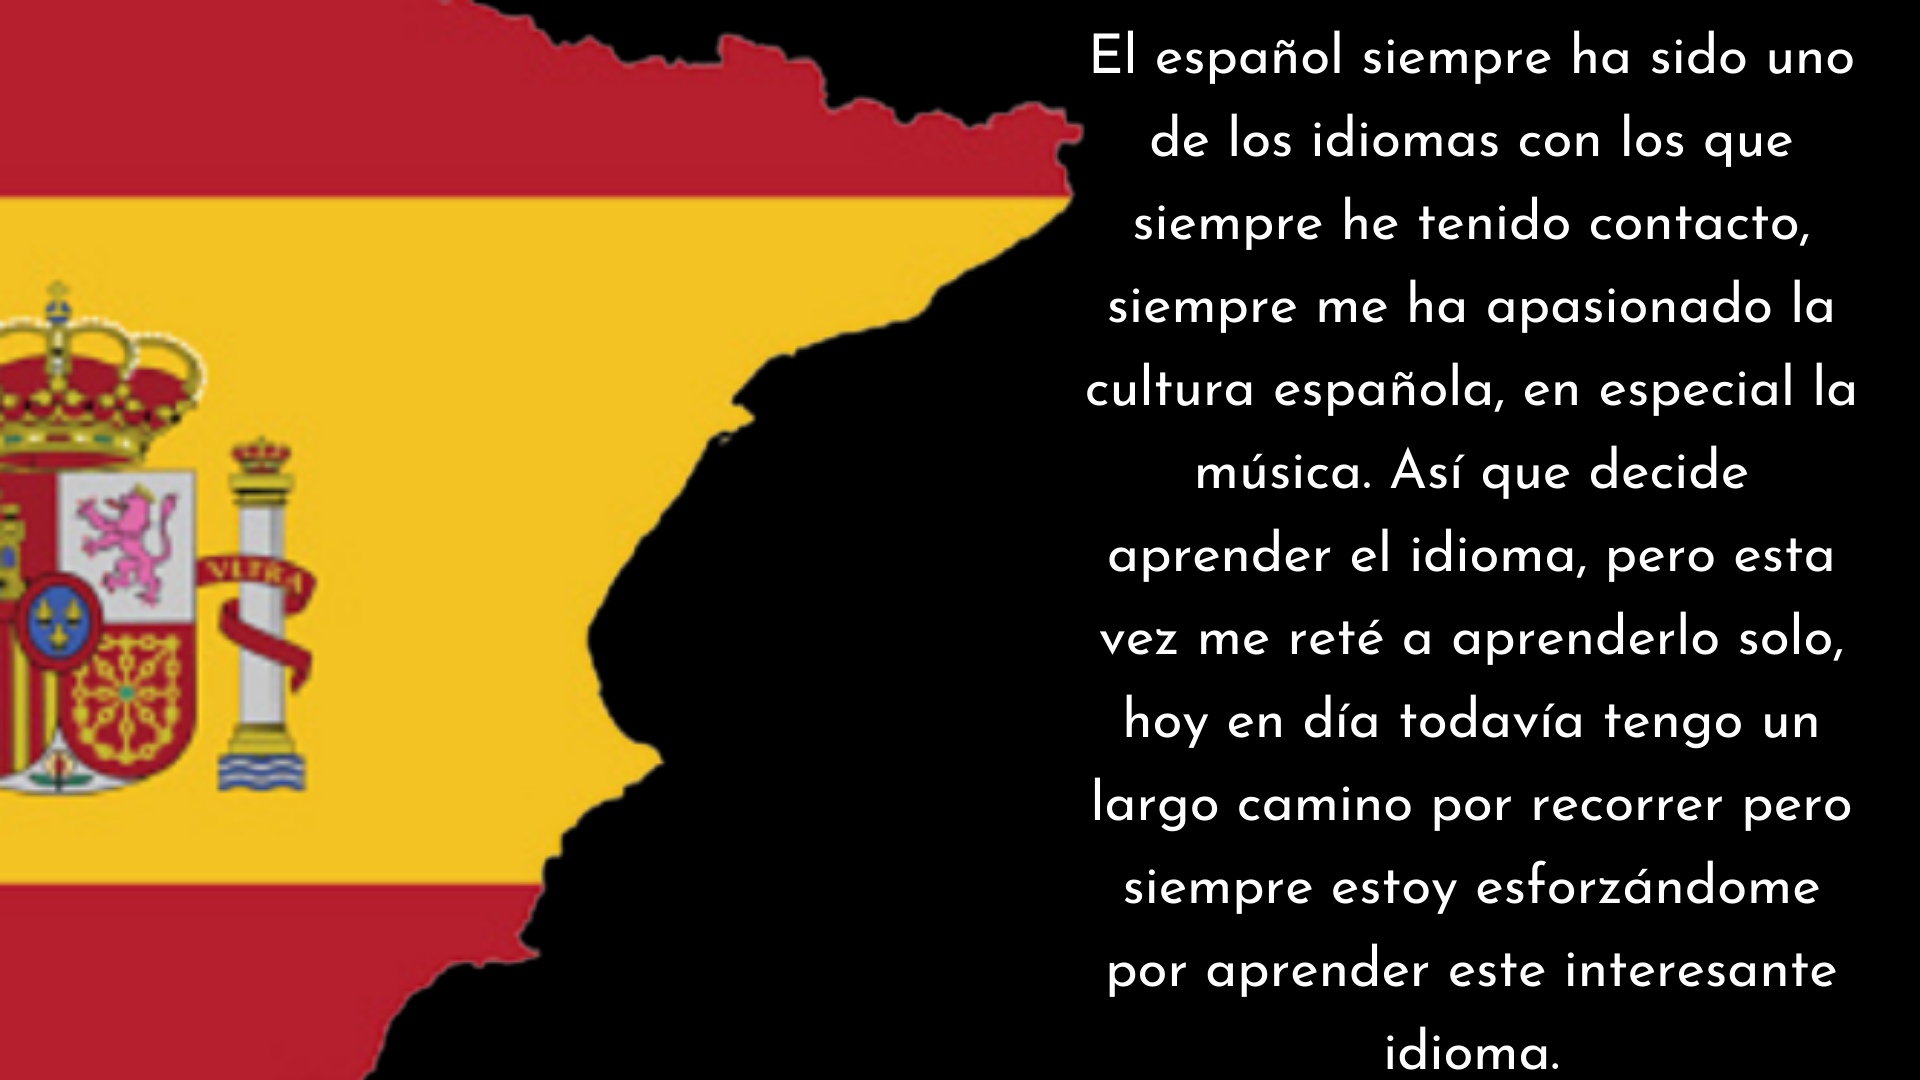 El español siempre ha sido uno
de los idiomas con los que
siempre he tenido contacto,
siempre me ha apasionado la
cultura española, en especial la
música. Así que decide
aprender el idioma, pero esta
vez me reté a aprenderlo solo,
hoy en día todavía tengo un
largo camino por recorrer pero
siempre estoy esforzándome
por aprender este interesante
idioma.
VLTRA